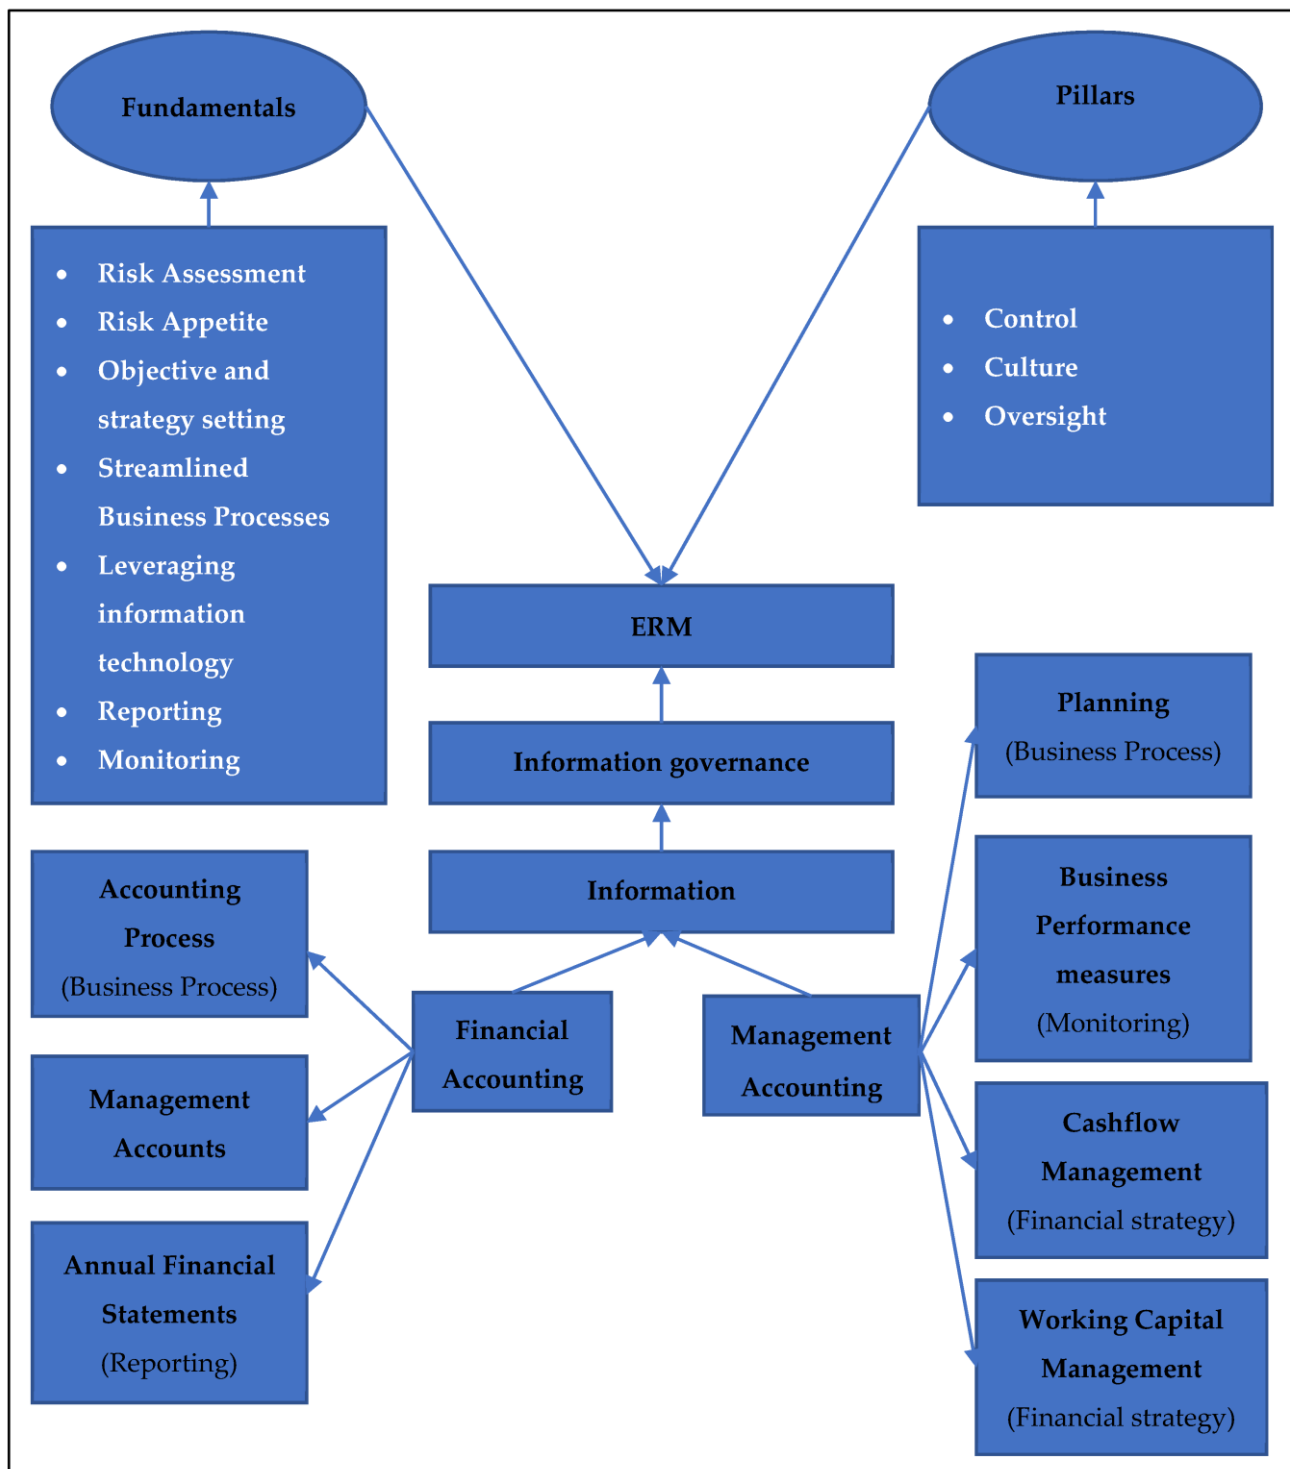 Fundamentals
Pillars
• Risk Assessment
• Risk Appetite
• Objective and
strategy setting
• Streamlined
Business Processes
• Leveraging
information
technology
• Reporting
• Monitoring
• Control
• Culture
• Oversight
ERM
Information governance
Information
Planning
(Business Process)
Accounting
Process
(Business Process)
Management
Accounts
Annual Financial
Statements
(Reporting)
Financial
Accounting
Management
Accounting
Business
Performance
measures
(Monitoring)
Cashflow
Management
(Financial strategy)
Working Capital
Management
(Financial strategy)